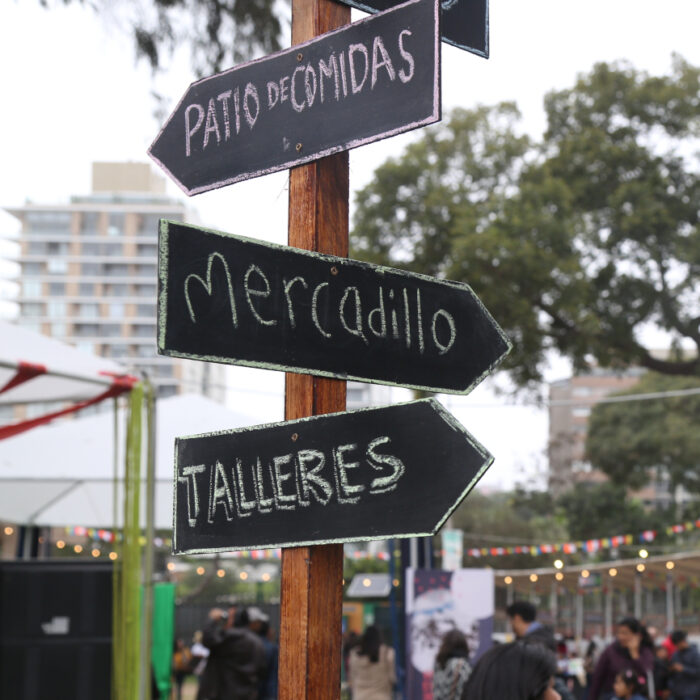 PATIO DE COMIDAS
Mercadillo
TALLERES